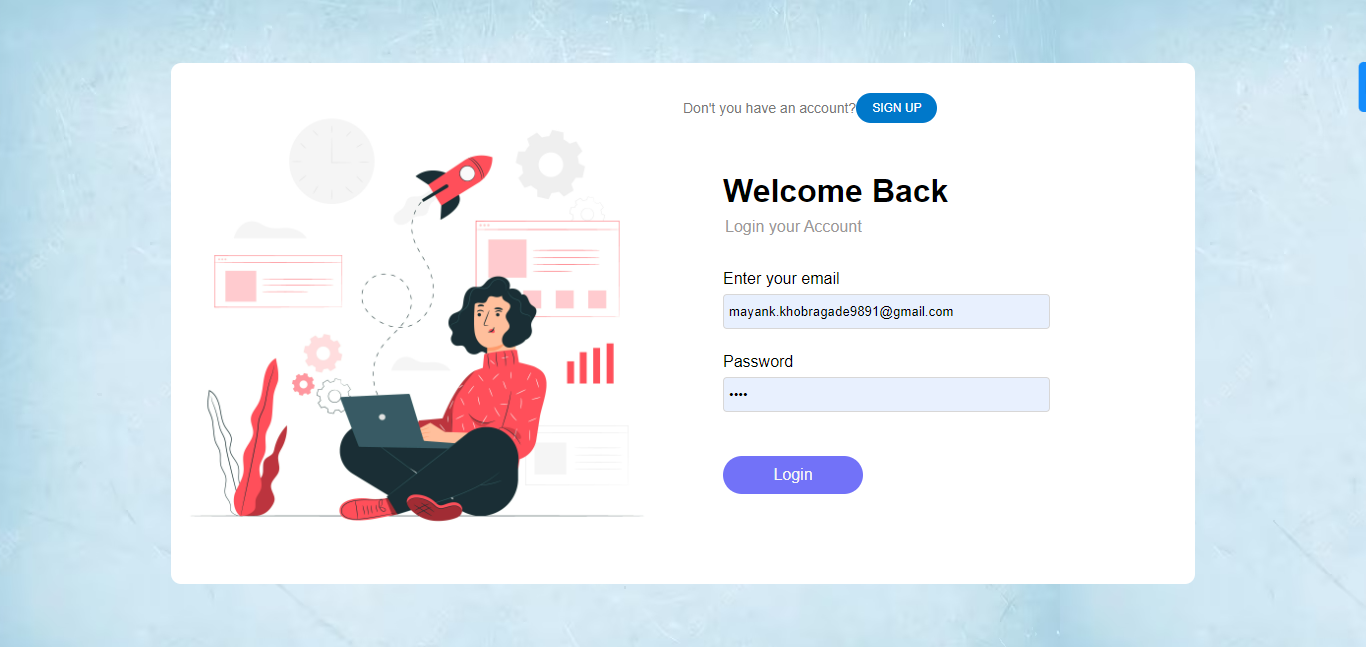 Don't you have an account? SIGN UP
Welcome Back
Login your Account
Enter your email
mayank.khobragade9891@gmail.com
Password
••••
Login